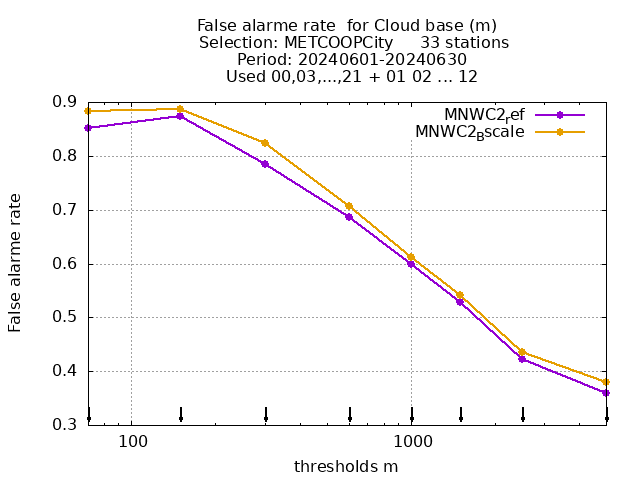 False alarme rate  for Cloud base (m)
Selection: METCOOPCity     33 stations
Period: 20240601-20240630
Used 00,03,...,21 + 01 02 ... 12
MNWC2_ref
MNWC2_Bscale
0.9
0.8
0.7
0.6
0.5
0.4
0.3
False alarme rate
100
1000
thresholds m